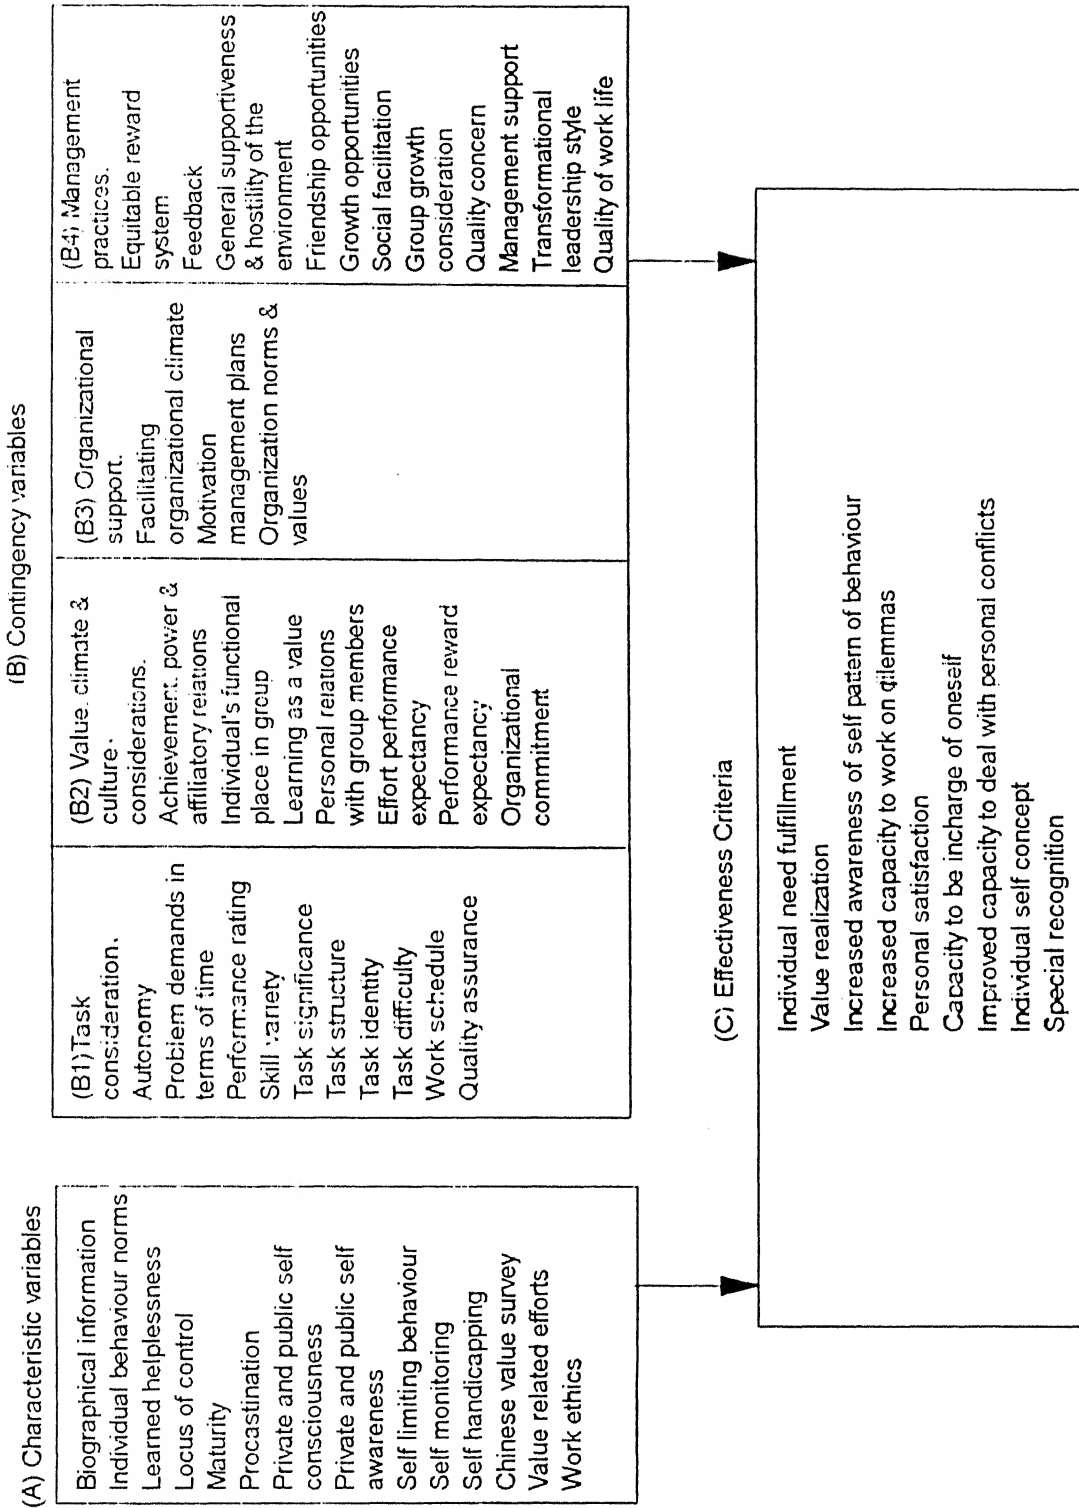 (A) Characteristic variables
Biographical information
Individual behaviour norms
Learned helplessness
Locus of control
Maturity
Procastination
Private and public self
consciousness
Private and public self
awareness
Self limiting behaviour
Self monitoring
Self handicapping
Chinese value survey
Value related efforts
Work ethics
(B) Contingency variables
(B1) Task
consideration.
Autonomy
Problem demands in
terms of time
Performance rating
Skill variety
Task significance
Task structure
Task identity
Task difficulty
Work schedule
Quality assurance
(B2) Value. climate &
culture
considerations.
Achievement. power &
affiliatory relations
Individual's functional
place in group
Learning as a value
Personal relations
with group members
Effort performance
expectancy
Performance reward
expectancy
Organizational
commitment
(B3) Organizational
support.
Facilitating
organizational climate
Motivation
management plans
Organization norms &
values
(B4) Management
practices.
Equitable reward
system
Feedback
General supportiveness
& hostility of the
environment
Friendship opportunities
Growth opportunities
Social facilitation
Group growth
consideration
Quality concern
Management support
Transformational
leadership style
Quality of work life
(C) Effectiveness Criteria
Individual need fulfillment
Value realization
Increased awareness of self pattern of behaviour
Increased capacity to work on dilemmas
Personal satisfaction
Capacity to be incharge of oneself
Improved capacity to deal with personal conflicts
Individual self concept
Special recognition